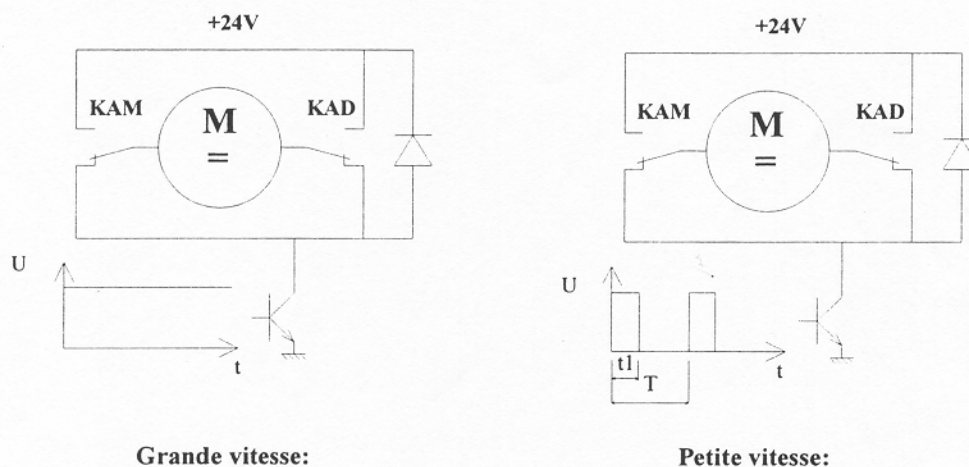 +24V
KAM
M
=
KAD
U
t
Grande vitesse:
+24V
KAM
M
=
KAD
U
t1
T
t
Petite vitesse: